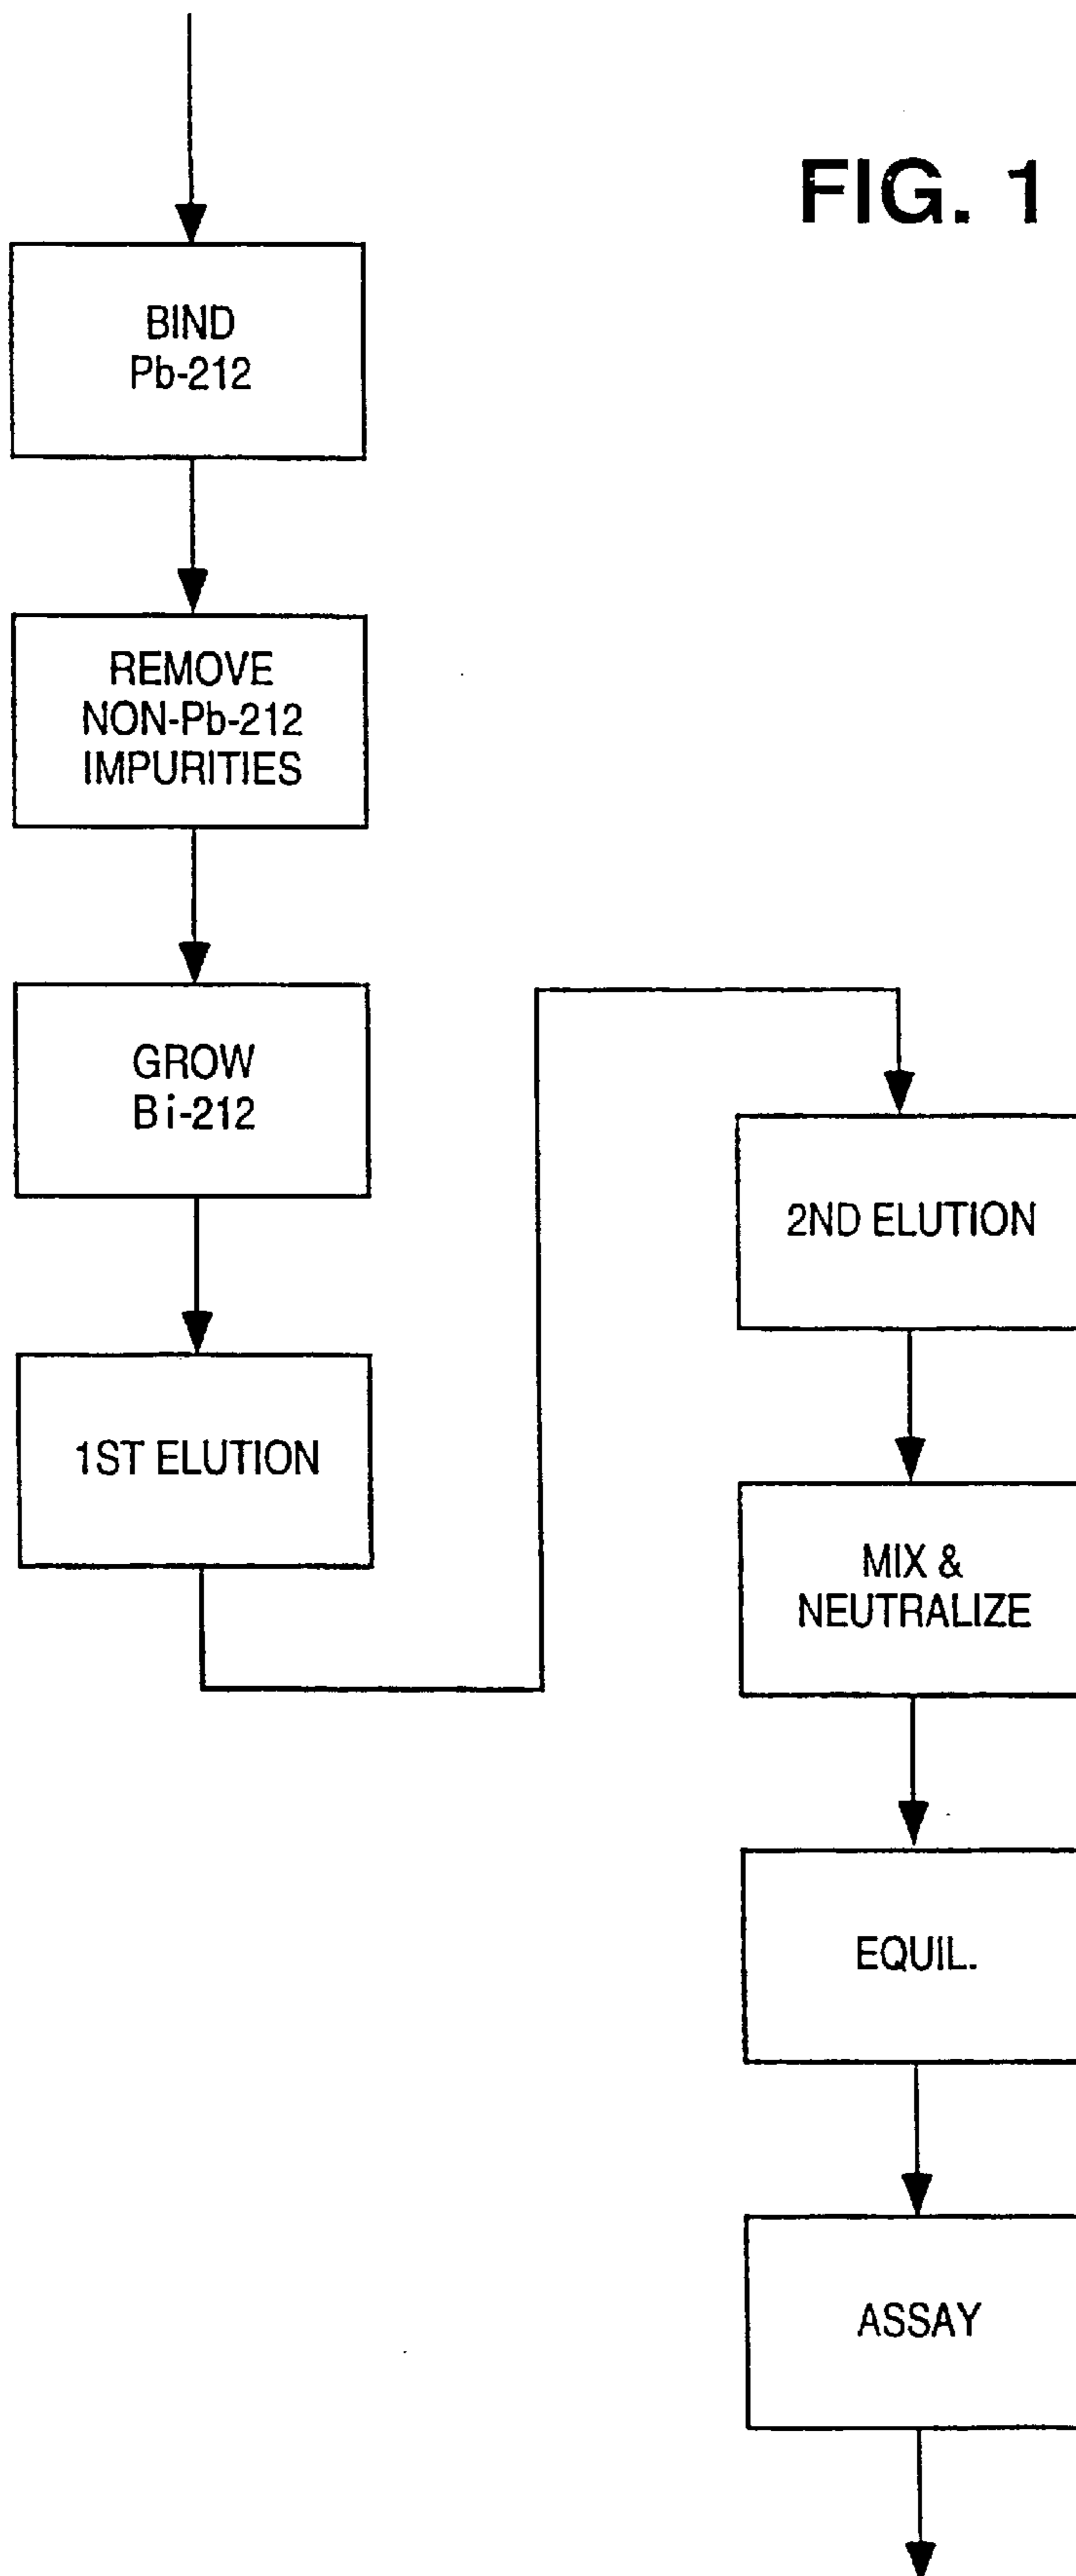 FIG. 1
BIND
Pb-212
REMOVE
NON-Pb-212
IMPURITIES
GROW
Bi-212
1ST ELUTION
2ND ELUTION
MIX &
NEUTRALIZE
EQUIL.
ASSAY